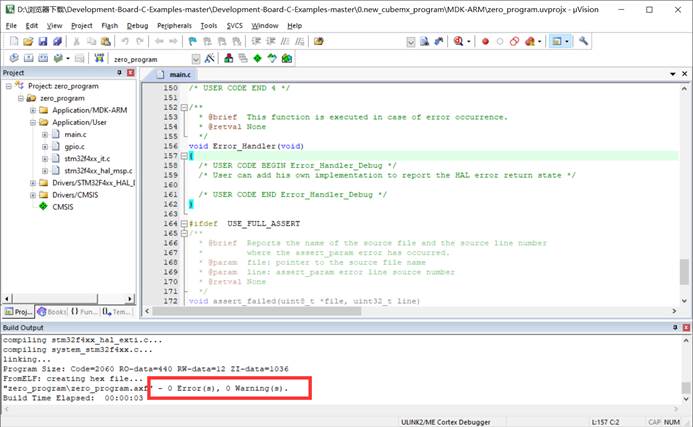 D:\浏览器下载\Development-Board-C-Examples-master\Development-Board-C-Examples-master\0.new_cubemx_program\MDK-ARM\zero_program.uvprojx - µVision
File Edit View Project Flash Debug Peripherals Tools SVCS Window Help
zero_program
Project
Project: zero_program
zero_program
Application/MDK-ARM
Application/User
main.c
gpio.c
stm32f4xx_it.c
stm32f4xx_hal_msp.c
Drivers/STM32F4xx_HAL_D
Drivers/CMSIS
CMSIS
Proj... Books {} Fun... Tem...
main.c
150 /* USER CODE END 4 */
151
152 /**
153 * @brief This function is executed in case of error occurrence.
154 * @retval None
155 */
156 void Error_Handler(void)
157 {
158 /* USER CODE BEGIN Error_Handler_Debug */
159 /* User can add his own implementation to report the HAL error return state */
160
161 /* USER CODE END Error_Handler_Debug */
162 }
163
164 #ifdef USE_FULL_ASSERT
165 /**
166 * @brief Reports the name of the source file and the source line number
167 * where the assert_param error has occurred.
168 * @param file: pointer to the source file name
169 * @param line: assert_param error line source number
170 * @retval None
171 */
172 void assert_failed(uint8_t *file, uint32_t line)
Build Output
compiling stm32f4xx_hal_exti.c...
compiling system_stm32f4xx.c...
linking...
Program Size: Code=2060 RO-data=440 RW-data=12 ZI-data=1036
FromELF: creating hex file...
"zero_program\zero_program.axf" - 0 Error(s), 0 Warning(s).
Build Time Elapsed: 00:00:03
ULINK2/ME Cortex Debugger L:157 C:2 CAP NUM